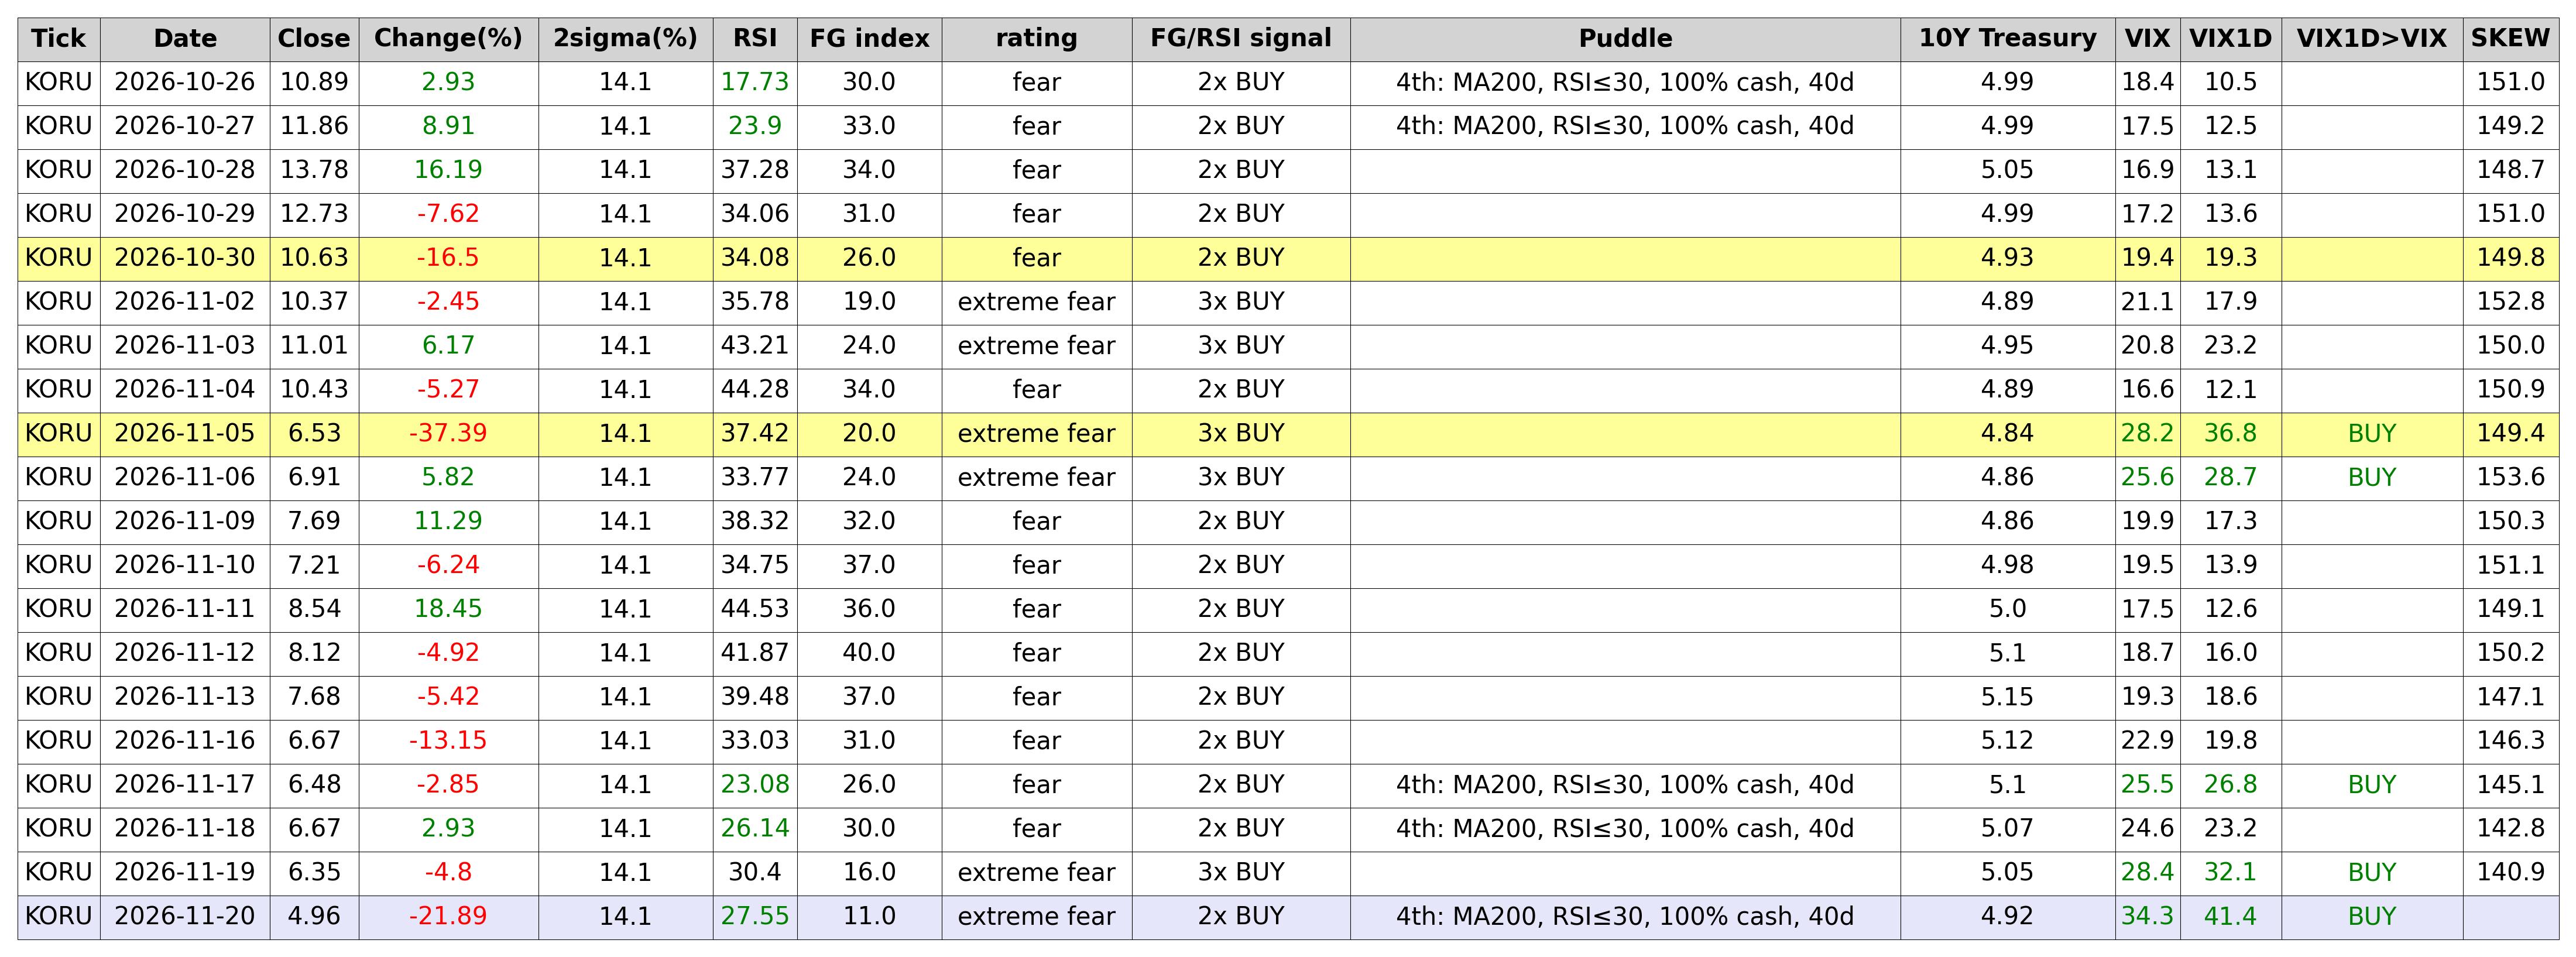 Tick Date Close Change(%) 2sigma(%) RSI FG index rating FG/RSI signal Puddle 10Y Treasury VIX VIX1D VIX1D>VIX SKEW
KORU 2026-10-26 10.89 2.93 14.1 17.73 30.0 fear 2x BUY 4th: MA200, RSI≤30, 100% cash, 40d 4.99 18.4 10.5 151.0
KORU 2026-10-27 11.86 8.91 14.1 23.9 33.0 fear 2x BUY 4th: MA200, RSI≤30, 100% cash, 40d 4.99 17.5 12.5 149.2
KORU 2026-10-28 13.78 16.19 14.1 37.28 34.0 fear 2x BUY 5.05 16.9 13.1 148.7
KORU 2026-10-29 12.73 -7.62 14.1 34.06 31.0 fear 2x BUY 4.99 17.2 13.6 151.0
KORU 2026-10-30 10.63 -16.5 14.1 34.08 26.0 fear 2x BUY 4.93 19.4 19.3 149.8
KORU 2026-11-02 10.37 -2.45 14.1 35.78 19.0 extreme fear 3x BUY 4.89 21.1 17.9 152.8
KORU 2026-11-03 11.01 6.17 14.1 43.21 24.0 extreme fear 3x BUY 4.95 20.8 23.2 150.0
KORU 2026-11-04 10.43 -5.27 14.1 44.28 34.0 fear 2x BUY 4.89 16.6 12.1 150.9
KORU 2026-11-05 6.53 -37.39 14.1 37.42 20.0 extreme fear 3x BUY 4.84 28.2 36.8 BUY 149.4
KORU 2026-11-06 6.91 5.82 14.1 33.77 24.0 extreme fear 3x BUY 4.86 25.6 28.7 BUY 153.6
KORU 2026-11-09 7.69 11.29 14.1 38.32 32.0 fear 2x BUY 4.86 19.9 17.3 150.3
KORU 2026-11-10 7.21 -6.24 14.1 34.75 37.0 fear 2x BUY 4.98 19.5 13.9 151.1
KORU 2026-11-11 8.54 18.45 14.1 44.53 36.0 fear 2x BUY 5.0 17.5 12.6 149.1
KORU 2026-11-12 8.12 -4.92 14.1 41.87 40.0 fear 2x BUY 5.1 18.7 16.0 150.2
KORU 2026-11-13 7.68 -5.42 14.1 39.48 37.0 fear 2x BUY 5.15 19.3 18.6 147.1
KORU 2026-11-16 6.67 -13.15 14.1 33.03 31.0 fear 2x BUY 5.12 22.9 19.8 146.3
KORU 2026-11-17 6.48 -2.85 14.1 23.08 26.0 fear 2x BUY 4th: MA200, RSI≤30, 100% cash, 40d 5.1 25.5 26.8 BUY 145.1
KORU 2026-11-18 6.67 2.93 14.1 26.14 30.0 fear 2x BUY 4th: MA200, RSI≤30, 100% cash, 40d 5.07 24.6 23.2 142.8
KORU 2026-11-19 6.35 -4.8 14.1 30.4 16.0 extreme fear 3x BUY 5.05 28.4 32.1 BUY 140.9
KORU 2026-11-20 4.96 -21.89 14.1 27.55 11.0 extreme fear 2x BUY 4th: MA200, RSI≤30, 100% cash, 40d 4.92 34.3 41.4 BUY